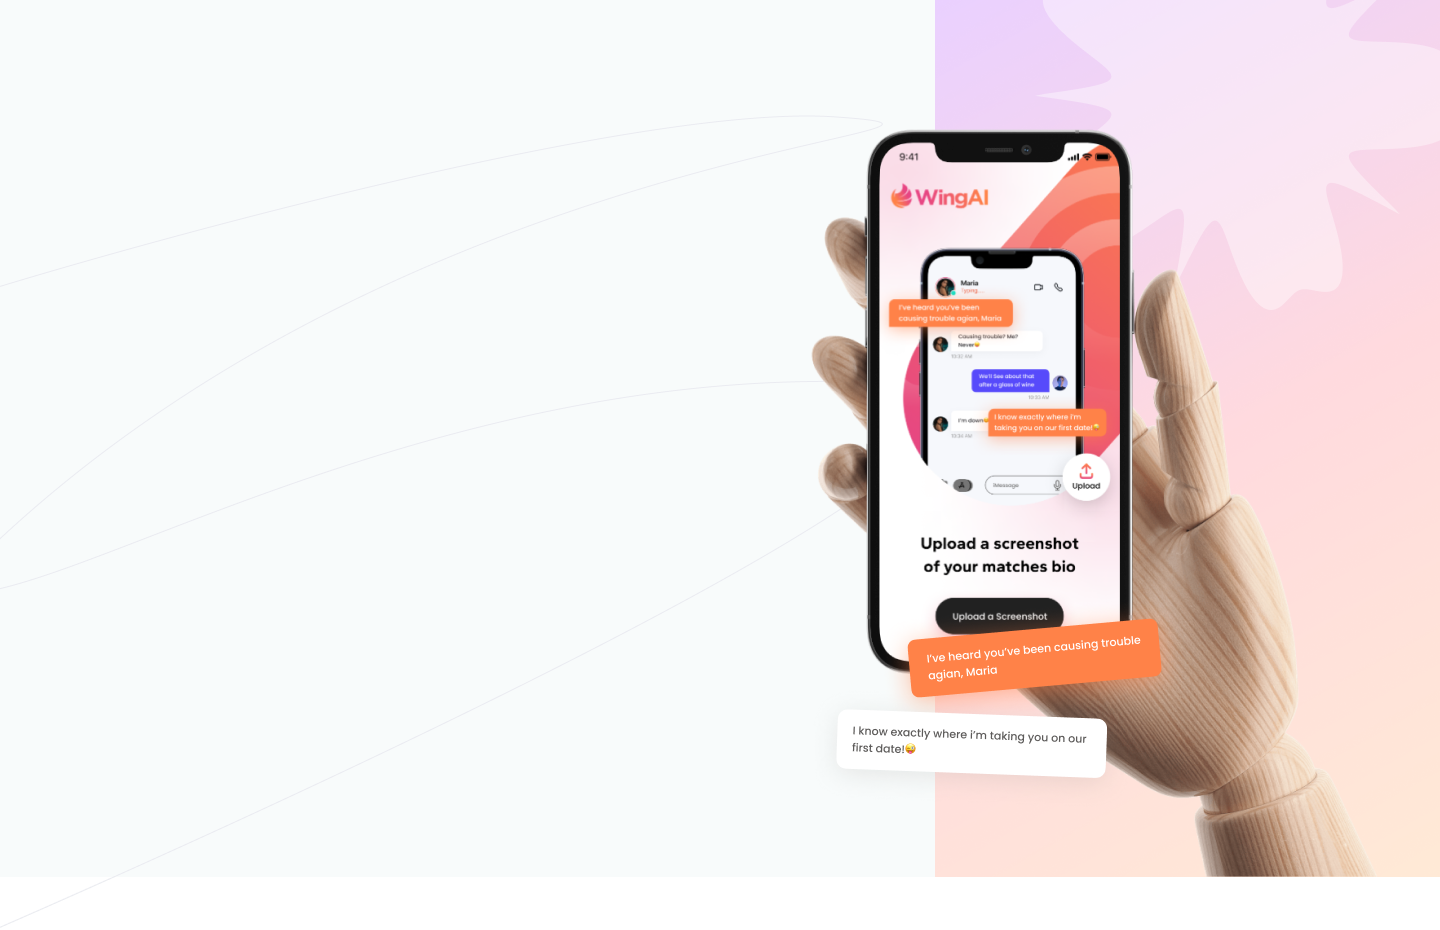 9:41
WingAI
Maria
Typing...
I've heard you've been
causing trouble agian, Maria
Causing trouble? Me?
Never😜
10:32 AM
We'll See about that
after a glass of wine
10:33 AM
I'm down😜
I know exactly where i'm
taking you on our first date!😜
10:34 AM
iMessage
Upload
Upload a screenshot
of your matches bio
Upload a Screenshot
I've heard you've been causing trouble
agian, Maria
I know exactly where i'm taking you on our
first date!😜